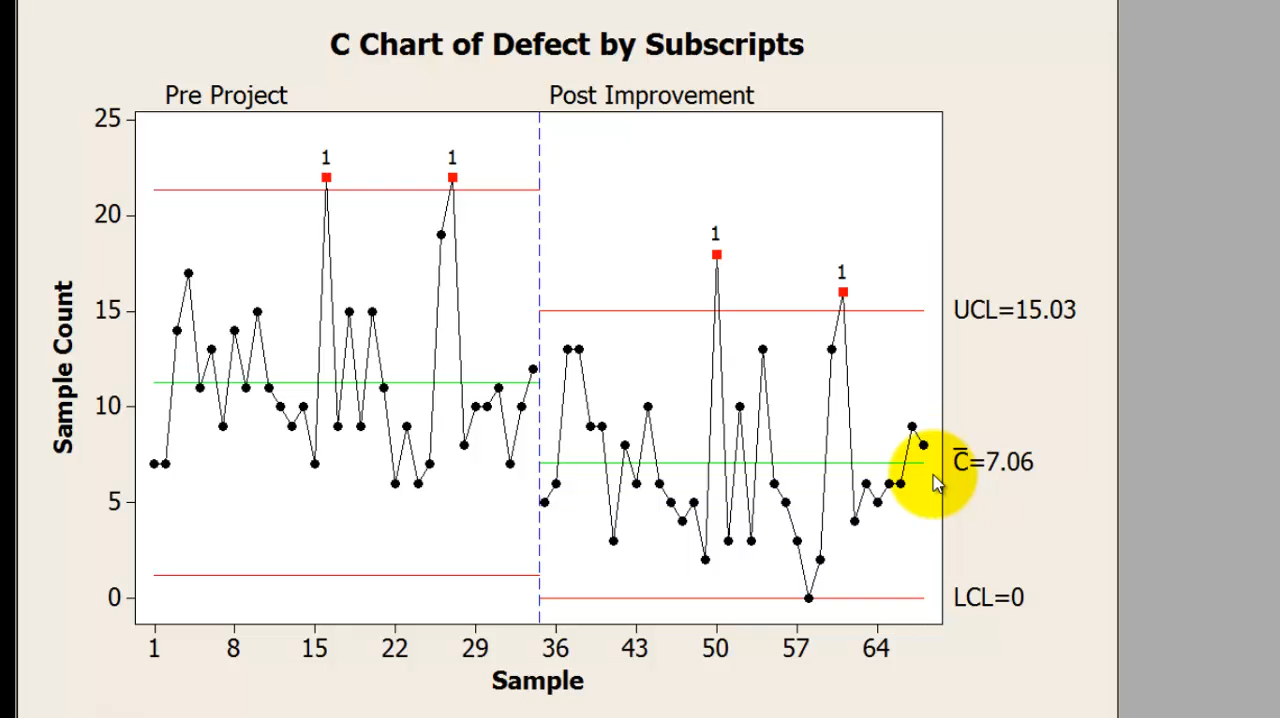 C Chart of Defect by Subscripts
Pre Project Post Improvement
25
20
15
10
5
0
Sample Count
1 1 1 1
UCL=15.03
C̅=7.06
LCL=0
1 8 15 22 29 36 43 50 57 64
Sample